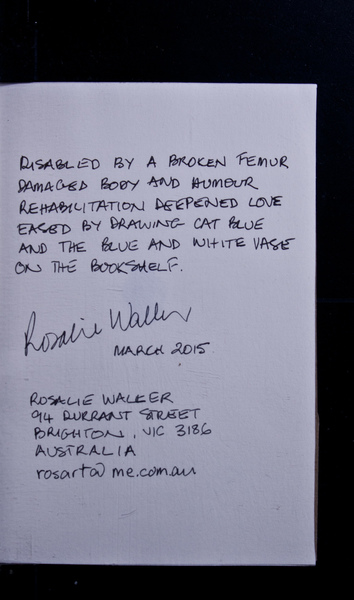 DISABLED BY A BROKEN FEMUR
DAMAGED BODY AND HUMOUR
REHABILITATION DEEPENED LOVE
EASED BY DRAWING CAT BLUE
AND THE BLUE AND WHITE VASE
ON THE BOOKSHELF.
Rosalie Walker
MARCH 2015
ROSALIE WALKER
94 DURRANT STREET
BRIGHTON, VIC 3186
AUSTRALIA
rosart@me.com.au